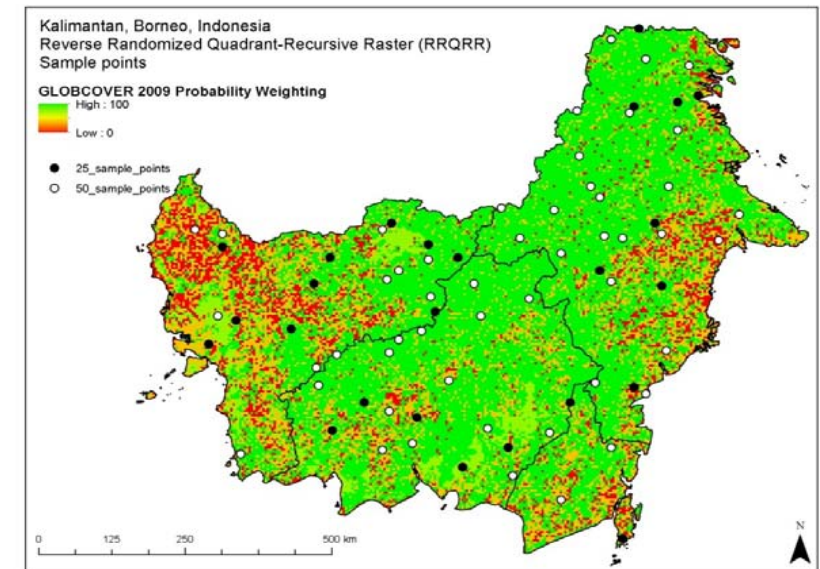 Kalimantan, Borneo, Indonesia
Reverse Randomized Quadrant-Recursive Raster (RRQRR)
Sample points
GLOBCOVER 2009 Probability Weighting
High : 100
Low : 0
25_sample_points
50_sample_points
0 125 250 500 km
N